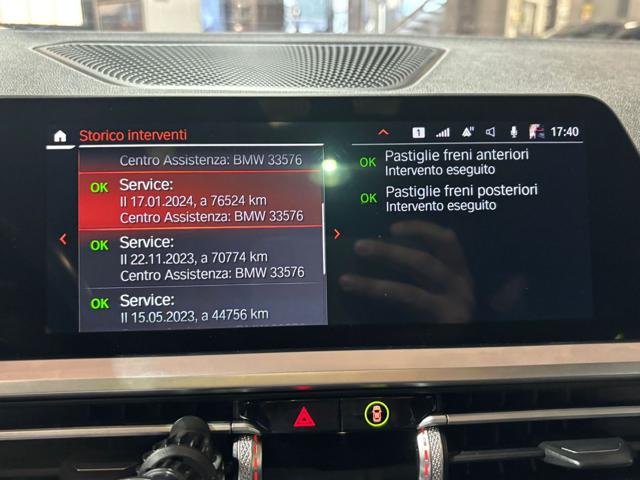 Storico interventi
1
17:40
Centro Assistenza: BMW 33576
OK Service:
Il 17.01.2024, a 76524 km
Centro Assistenza: BMW 33576
OK Service:
Il 22.11.2023, a 70774 km
Centro Assistenza: BMW 33576
OK Service:
Il 15.05.2023, a 44756 km
OK Pastiglie freni anteriori
Intervento eseguito
OK Pastiglie freni posteriori
Intervento eseguito